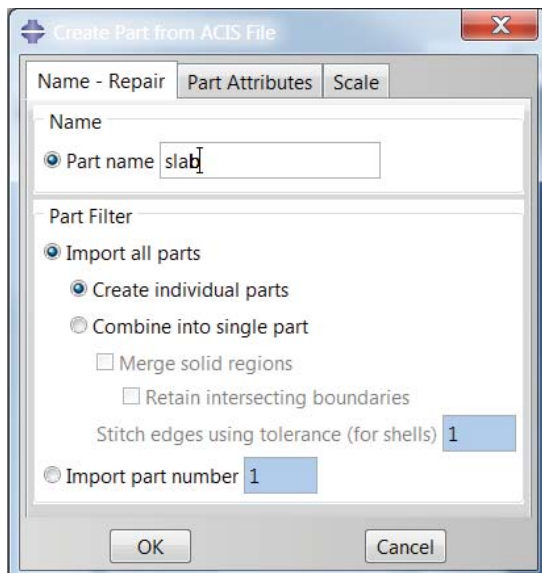 Create Part from ACIS File
X
Name - Repair Part Attributes Scale
Name
Part name slab
Part Filter
Import all parts
Create individual parts
Combine into single part
Merge solid regions
Retain intersecting boundaries
Stitch edges using tolerance (for shells) 1
Import part number 1
OK Cancel